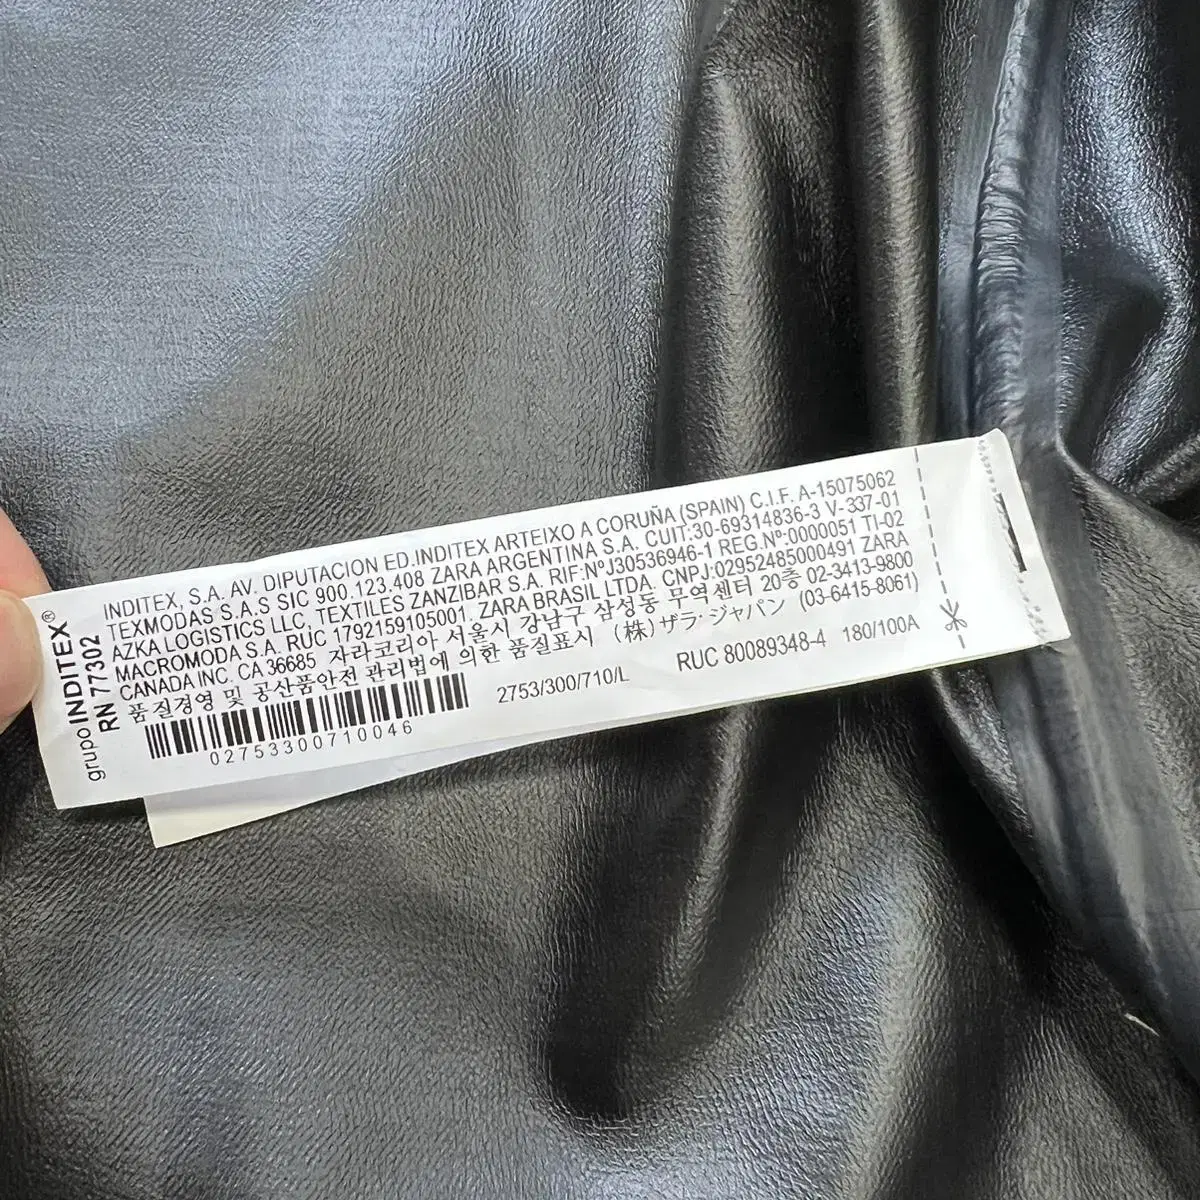 grupo INDITEX®
RN 77302
INDITEX, S.A. AV. DIPUTACION ED.INDITEX ARTEIXO A CORUÑA (SPAIN) C.I.F. A-15075062
TEXMODAS S.A.S SIC 900.123.408 ZARA ARGENTINA S.A. CUIT:30-69314836-3 V-337-01
AZKA LOGISTICS LLC, TEXTILES ZANZIBAR S.A. RIF:NºJ30536946-1 REG.Nº:0000051 TI-02
MACROMODA S.A. RUC 1792159105001. ZARA BRASIL LTDA. CNPJ:02952485000491 ZARA
CANADA INC. CA 36685 자라코리아 서울시 강남구 삼성동 무역센터 20층 02-3413-9800
품질경영 및 공산품안전 관리법에 의한 품질표시 (株)ザラ・ジャパン (03-6415-8061)
02753300710046
2753/300/710/L
RUC 80089348-4 180/100A